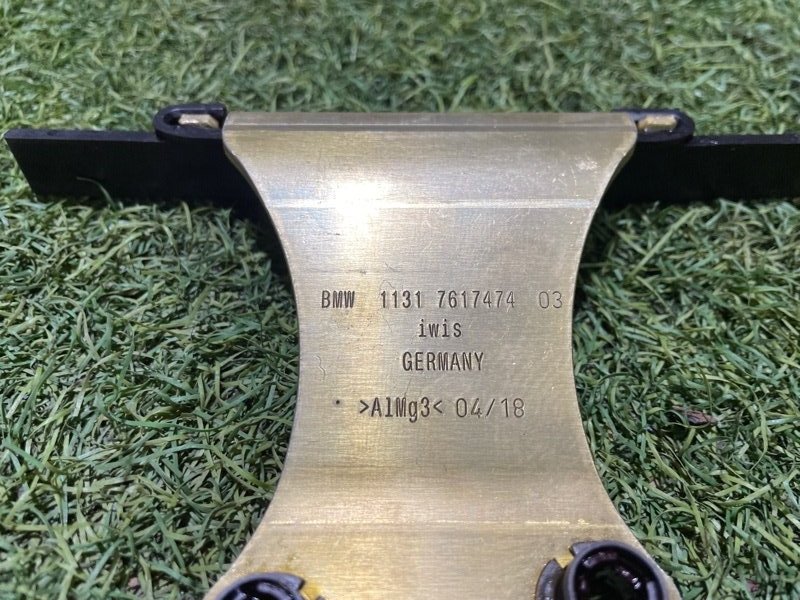 BMW 1131 7617474 03
iwis
GERMANY
>AlMg3< 04/18